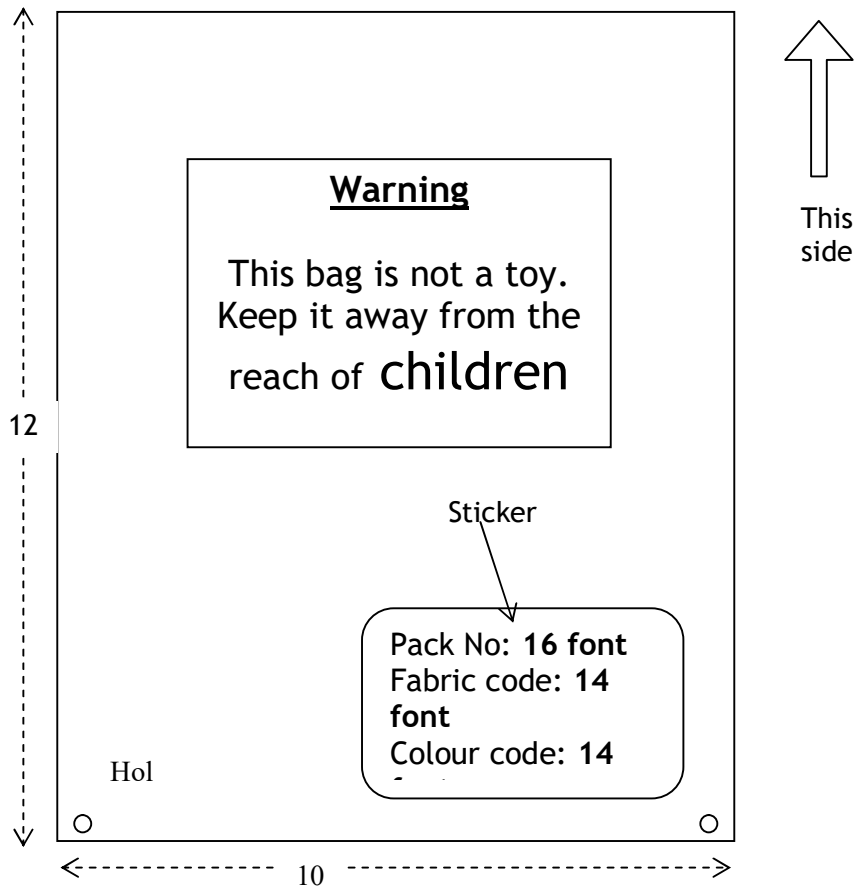 This
side
Warning
This bag is not a toy.
Keep it away from the
reach of children
12
Sticker
Pack No: 16 font
Fabric code: 14
font
Colour code: 14
Hol
10